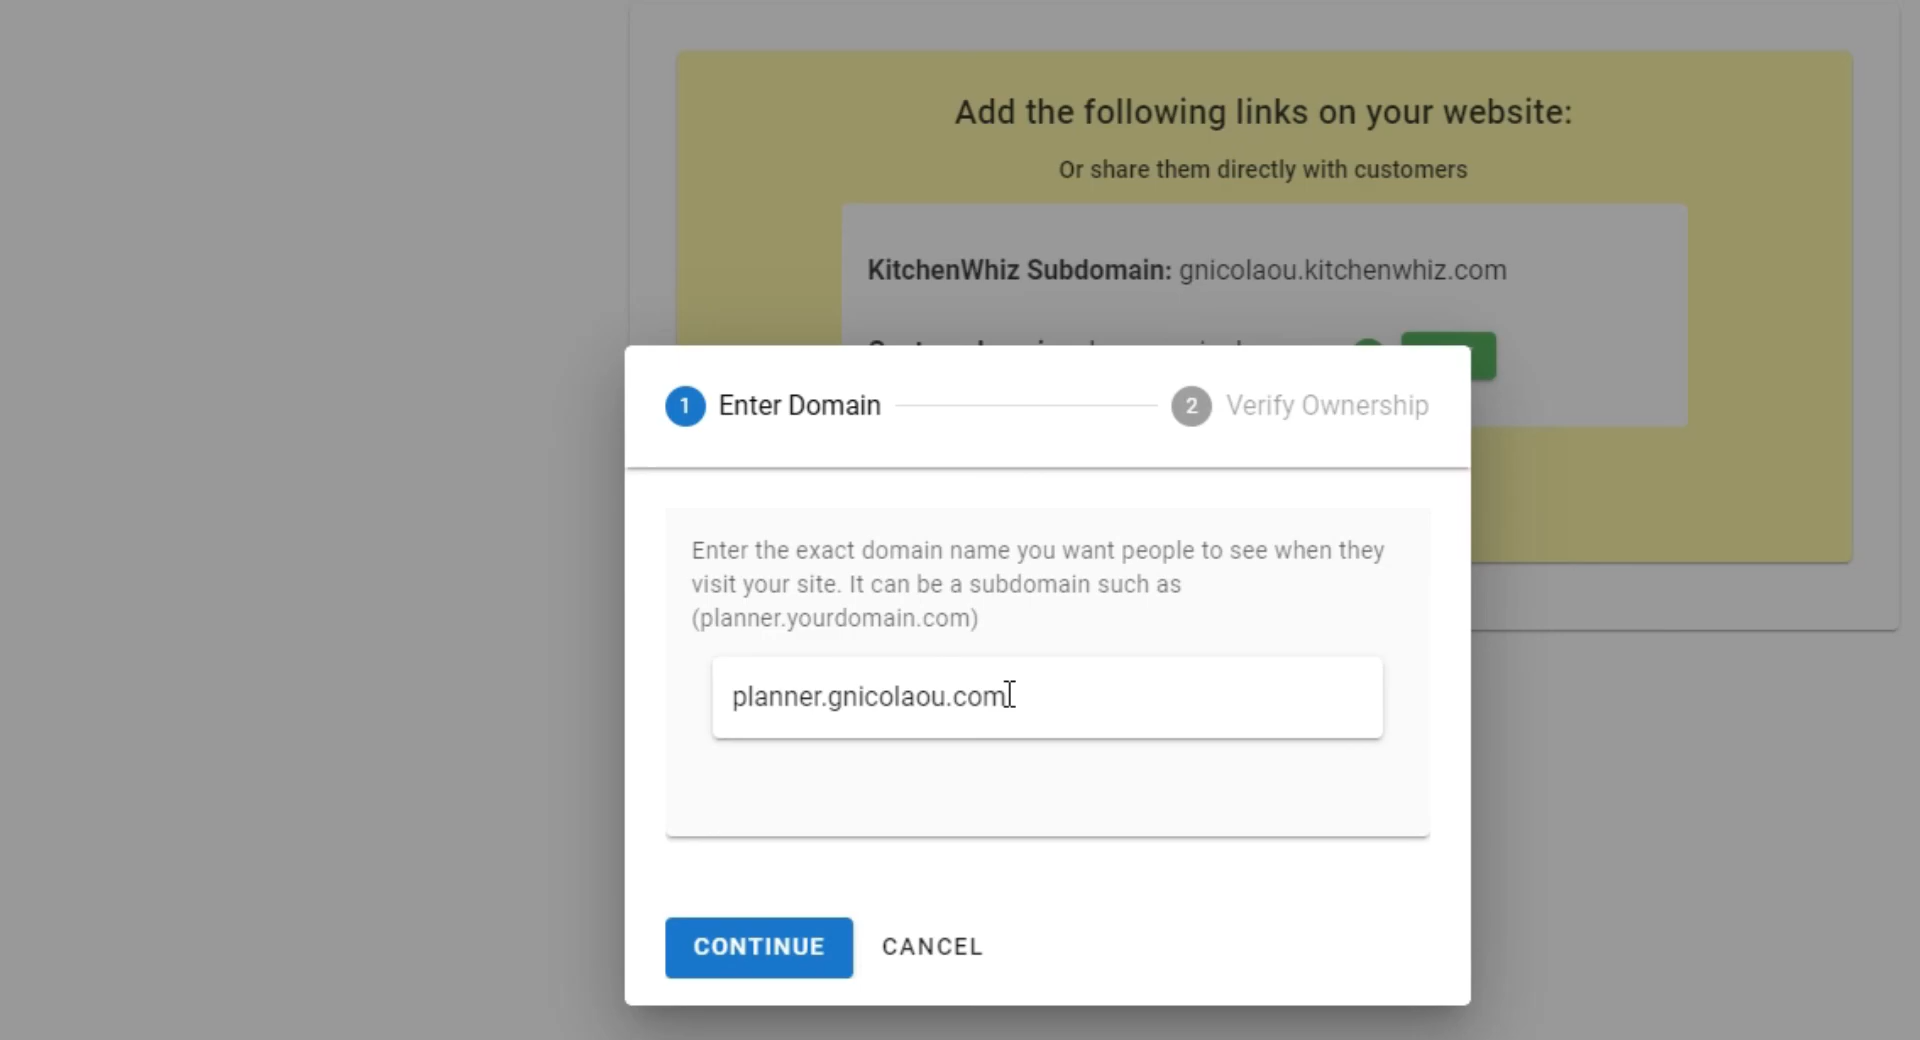 Add the following links on your website:
Or share them directly with customers
KitchenWhiz Subdomain: gnicolaou.kitchenwhiz.com
1 Enter Domain
2 Verify Ownership
Enter the exact domain name you want people to see when they
visit your site. It can be a subdomain such as
(planner.yourdomain.com)
planner.gnicolaou.com
CONTINUE CANCEL